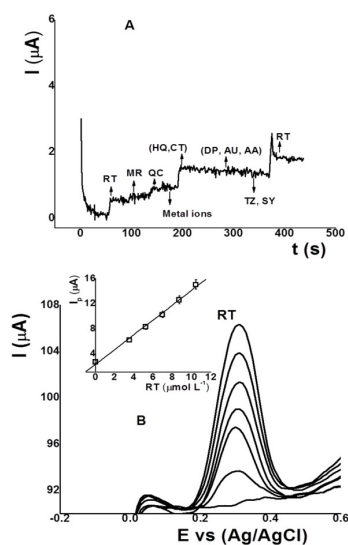 A
I (µA)
6
4
2
0
RT
MR
QC
(HQ,CT)
(DP, AU, AA)
RT
Metal ions
TZ, SY
0 100 200 300 400 500
t (s)
I (µA)
108
104
100
96
92
RT
B
Ip (µA)
16
12
8
4
0
0 2 4 6 8 10 12
RT (µmol L⁻¹)
-0.2 0.0 0.2 0.4 0.6
E vs (Ag/AgCl)